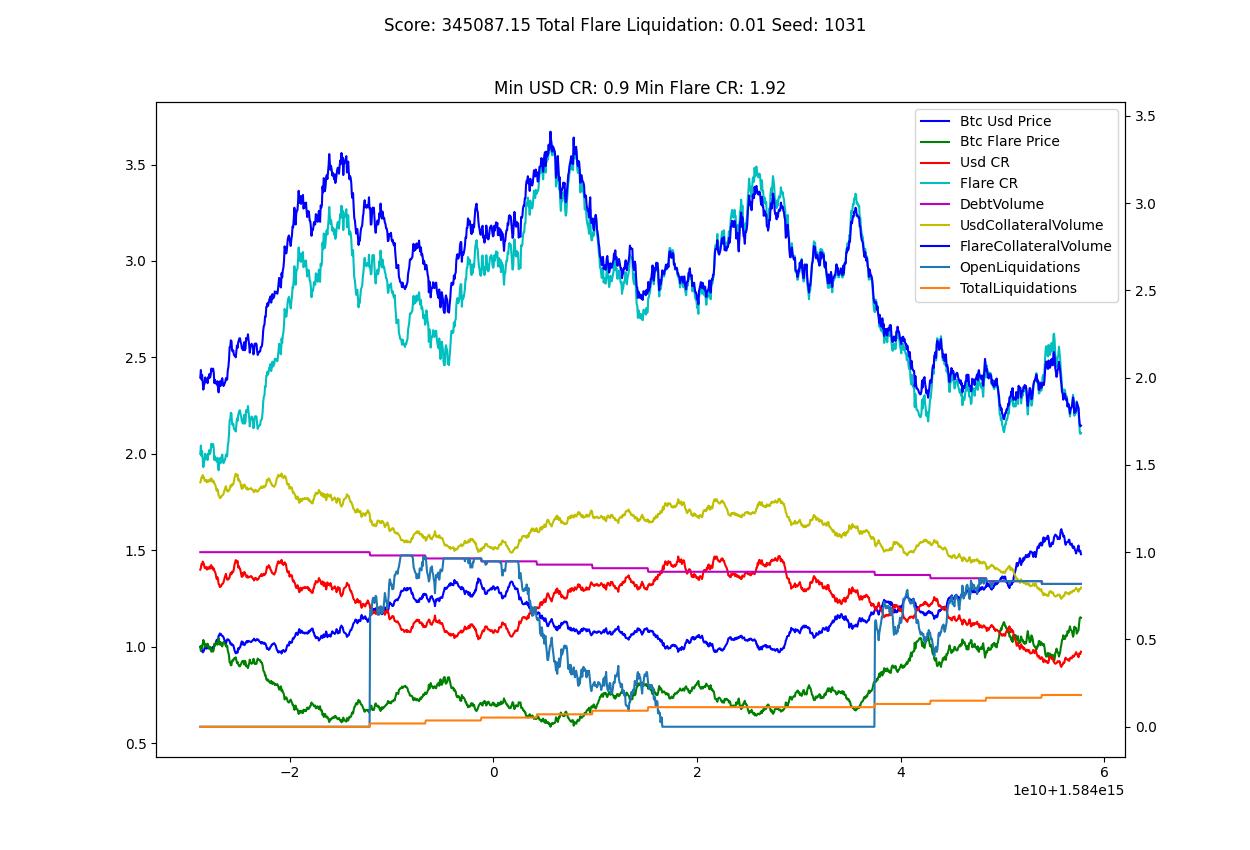 Score: 345087.15 Total Flare Liquidation: 0.01 Seed: 1031
Min USD CR: 0.9 Min Flare CR: 1.92
Btc Usd Price
Btc Flare Price
Usd CR
Flare CR
DebtVolume
UsdCollateralVolume
FlareCollateralVolume
OpenLiquidations
TotalLiquidations
3.5
3.0
2.5
2.0
1.5
1.0
0.5
3.5
3.0
2.5
2.0
1.5
1.0
0.5
0.0
−2
0
2
4
6
1e10+1.584e15